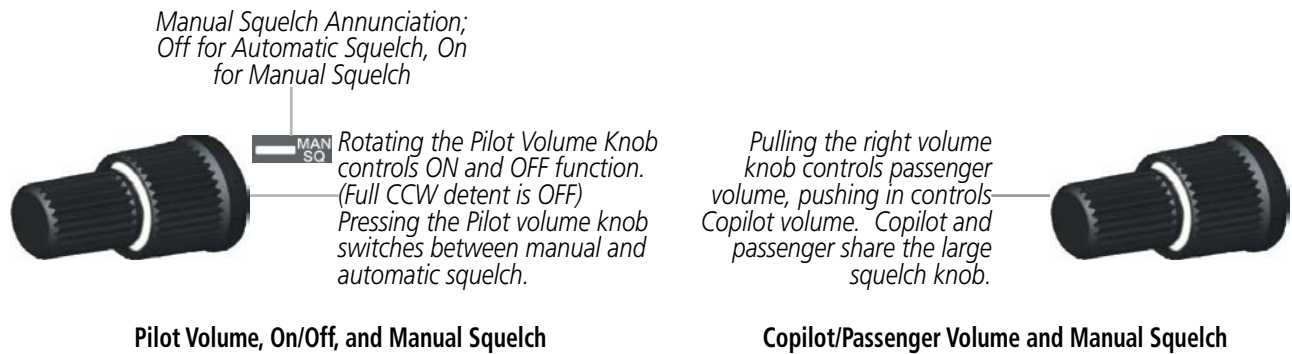 Manual Squelch Annunciation;
Off for Automatic Squelch, On
for Manual Squelch
MAN
SQ
Rotating the Pilot Volume Knob
controls ON and OFF function.
(Full CCW detent is OFF)
Pressing the Pilot volume knob
switches between manual and
automatic squelch.
Pilot Volume, On/Off, and Manual Squelch
Pulling the right volume
knob controls passenger
volume, pushing in controls
Copilot volume. Copilot and
passenger share the large
squelch knob.
Copilot/Passenger Volume and Manual Squelch